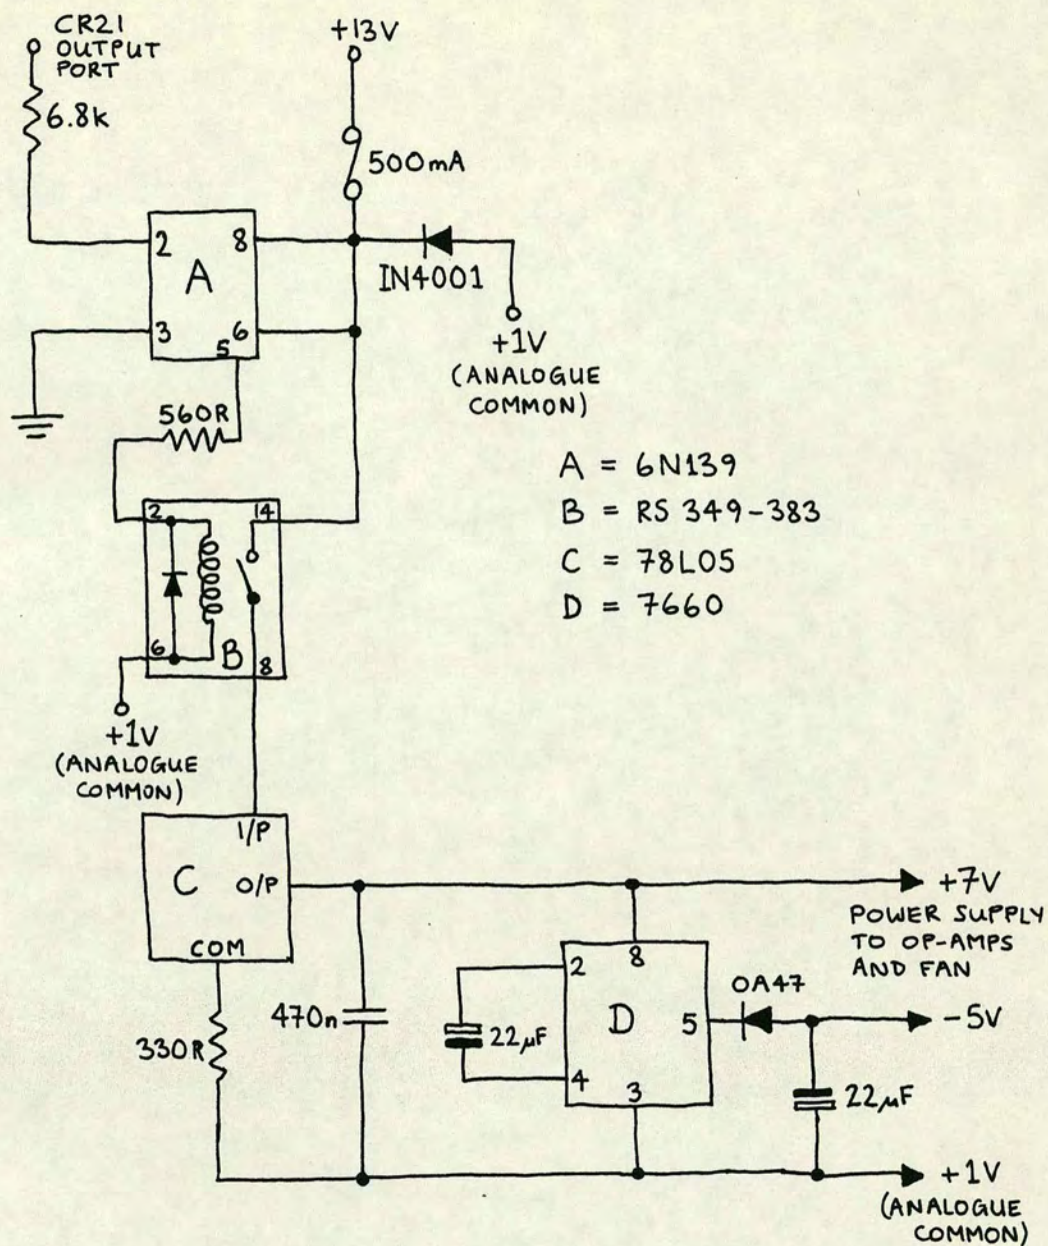 CR21
OUTPUT
PORT
6.8k
+13V
500mA
2
8
A
3
6
5
IN4001
+1V
(ANALOGUE
COMMON)
560R
A = 6N139
B = RS 349-383
C = 78L05
D = 7660
2
14
6
B
8
+1V
(ANALOGUE
COMMON)
I/P
C
O/P
COM
+7V
POWER SUPPLY
TO OP-AMPS
AND FAN
330R
470n
22µF
2
8
D
5
4
3
OA47
-5V
22µF
+1V
(ANALOGUE
COMMON)